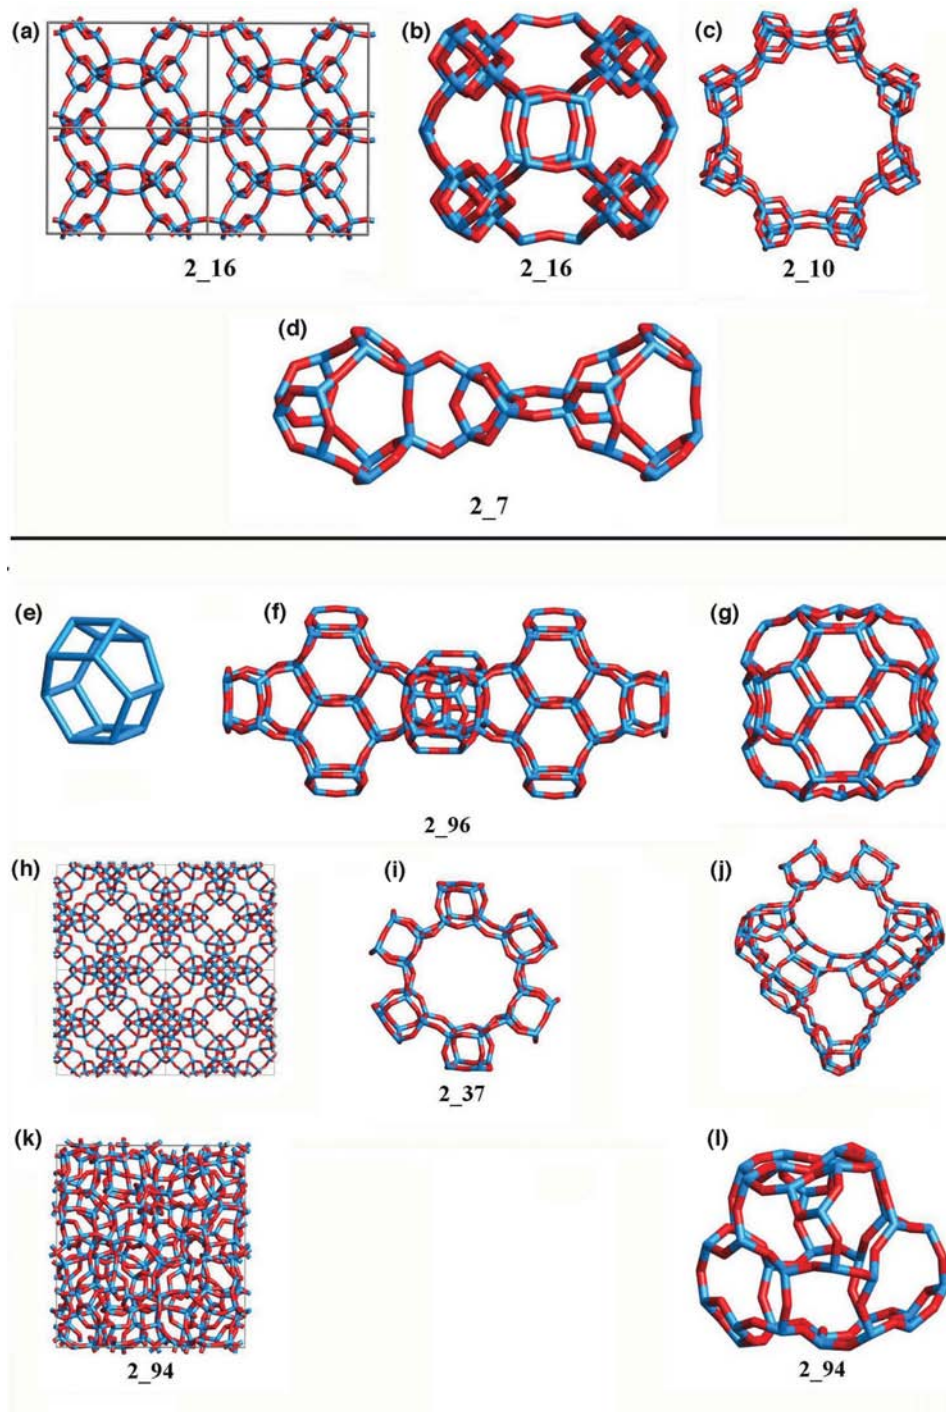 (a) (b) (c)
2_16 2_16 2_10
(d)
2_7
(e) (f) (g)
2_96
(h) (i) (j)
2_37
(k) (l)
2_94 2_94